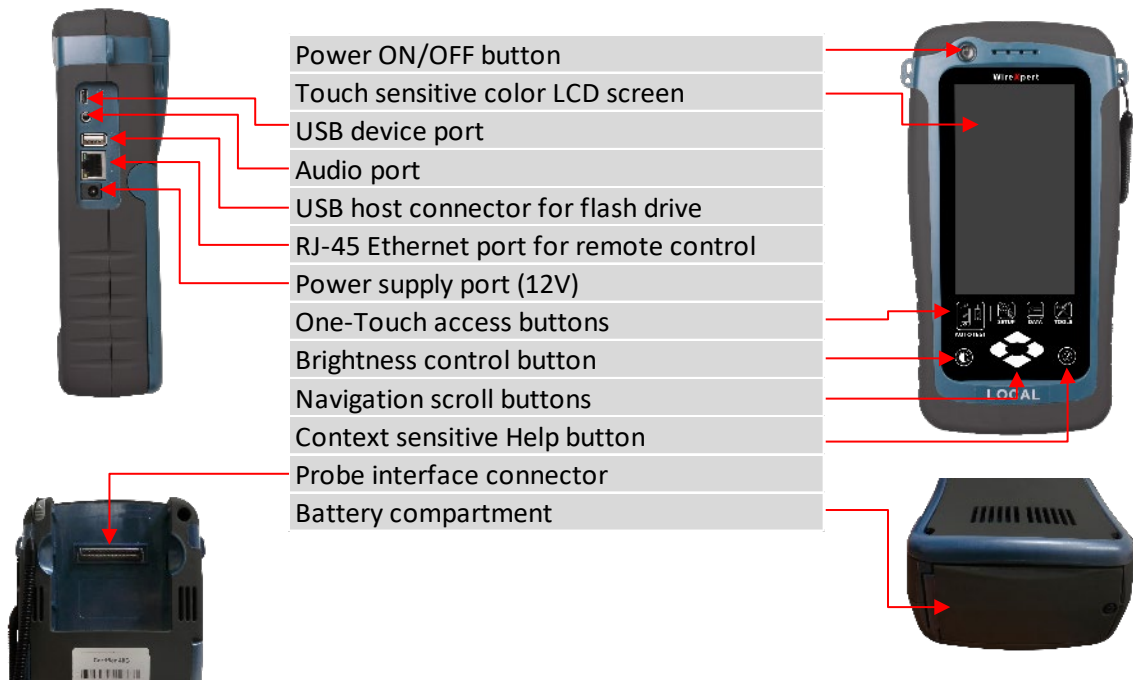 Power ON/OFF button
Touch sensitive color LCD screen
USB device port
Audio port
USB host connector for flash drive
RJ-45 Ethernet port for remote control
Power supply port (12V)
One-Touch access buttons
Brightness control button
Navigation scroll buttons
Context sensitive Help button
Probe interface connector
Battery compartment
WireXpert
AUTOTEST SETUP DATA TOOLS
LOCAL